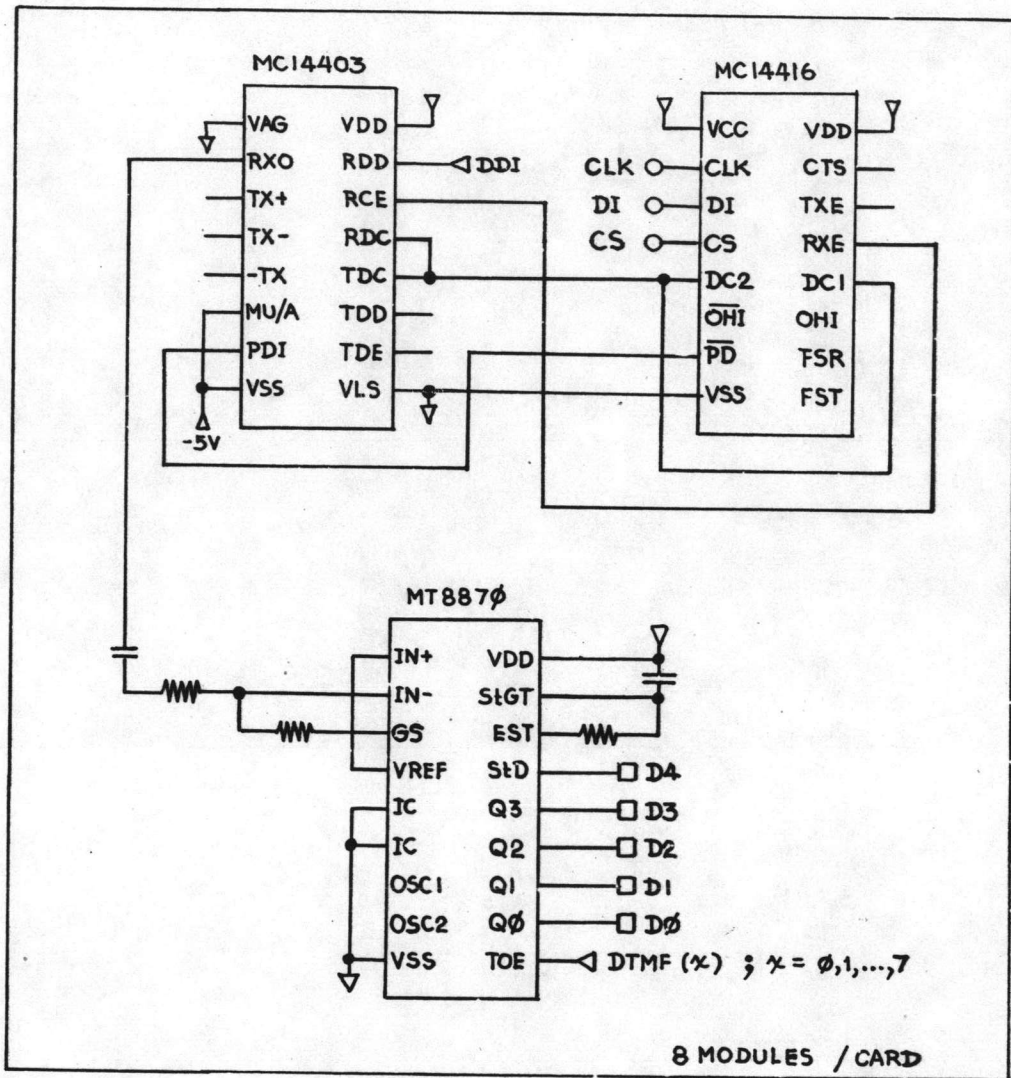 MC14403
VAG VDD
RXO RDD DDI
TX+ RCE
TX- RDC
-TX TDC
MU/A TDD
PDI TDE
VSS VLS
-5V
MC14416
VCC VDD
CLK CLK CTS
DI DI TXE
CS CS RXE
DC2 DC1
OHI OHI
PD FSR
VSS FST
MT887Ø
IN+ VDD
IN- StGT
GS EST
VREF StD D4
IC Q3 D3
IC Q2 D2
OSC1 Q1 D1
OSC2 QØ DØ
VSS TOE DTMF (x) ; x = Ø,1,...,7
8 MODULES / CARD